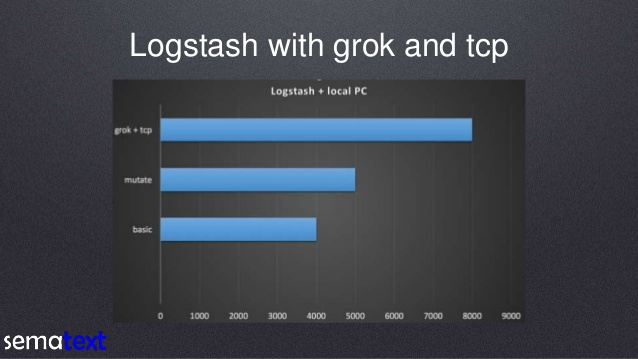 Logstash with grok and tcp
Logstash + local PC
grok + tcp
mutate
basic
0 1000 2000 3000 4000 5000 6000 7000 8000 9000
sematext